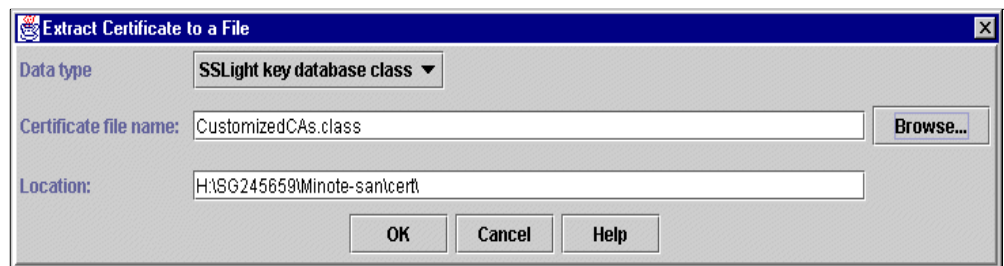 Extract Certificate to a File
Data type SSLight key database class
Certificate file name: CustomizedCAs.class Browse...
Location: H:\SG245659\Minote-san\cert\
OK Cancel Help